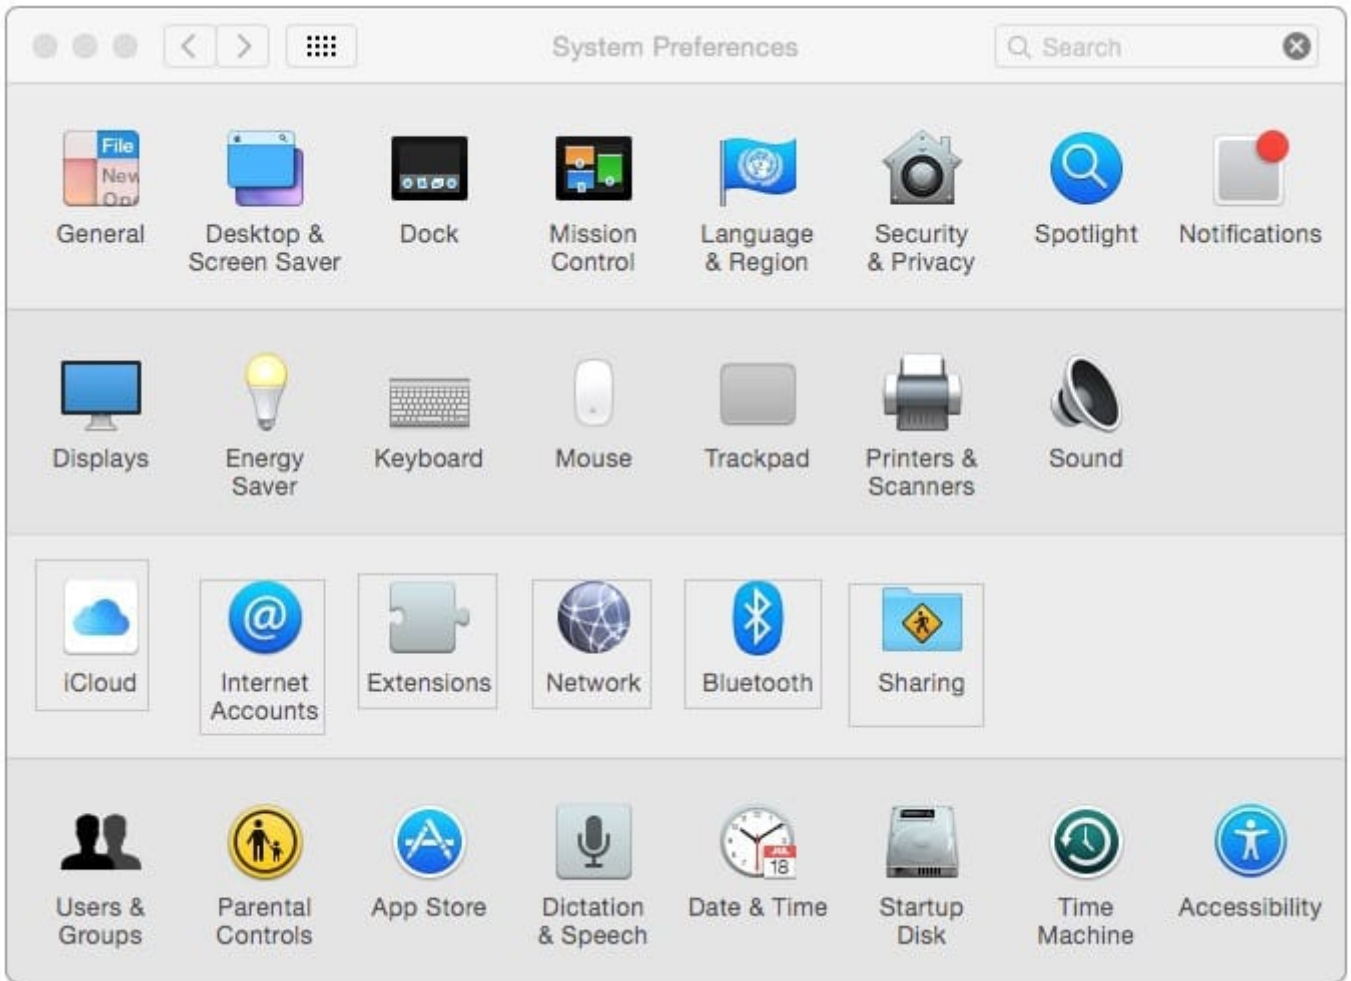 System Preferences
Search
File
New
General
Desktop &
Screen Saver
Dock
Mission
Control
Language
& Region
Security
& Privacy
Spotlight
Notifications
Displays
Energy
Saver
Keyboard
Mouse
Trackpad
Printers &
Scanners
Sound
@
iCloud
Internet
Accounts
Extensions
Network
Bluetooth
Sharing
JUL
18
Users &
Groups
Parental
Controls
App Store
Dictation
& Speech
Date & Time
Startup
Disk
Time
Machine
Accessibility